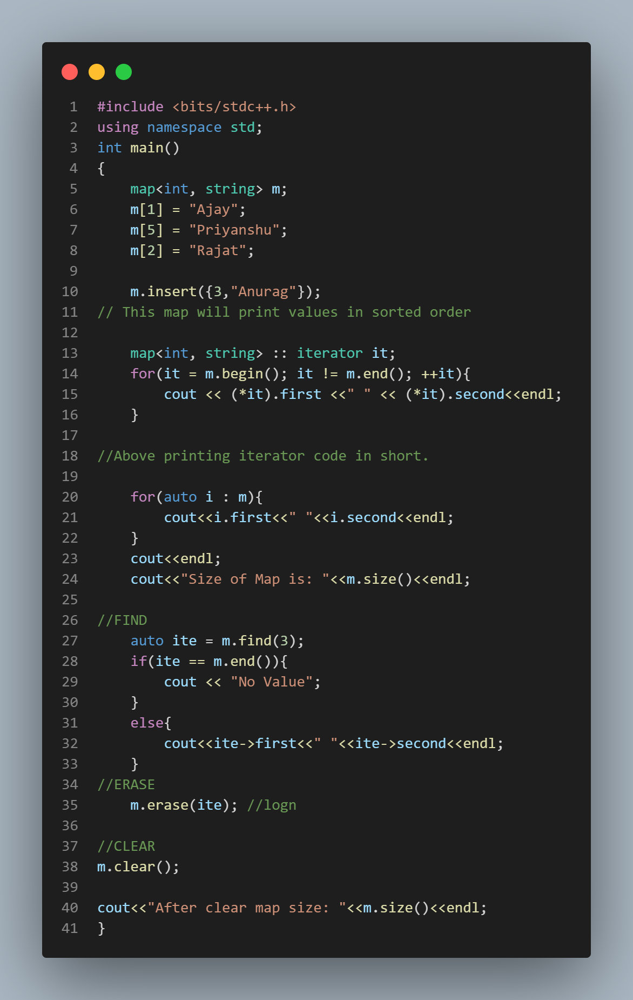 1 #include <bits/stdc++.h>
2 using namespace std;
3 int main()
4 {
5     map<int, string> m;
6     m[1] = "Ajay";
7     m[5] = "Priyanshu";
8     m[2] = "Rajat";
9
10     m.insert({3,"Anurag"});
11 // This map will print values in sorted order
12
13     map<int, string> :: iterator it;
14     for(it = m.begin(); it != m.end(); ++it){
15         cout << (*it).first <<" " << (*it).second<<endl;
16     }
17
18 //Above printing iterator code in short.
19
20     for(auto i : m){
21         cout<<i.first<<" "<<i.second<<endl;
22     }
23     cout<<endl;
24     cout<<"Size of Map is: "<<m.size()<<endl;
25
26 //FIND
27     auto ite = m.find(3);
28     if(ite == m.end()){
29         cout << "No Value";
30     }
31     else{
32         cout<<ite->first<<" "<<ite->second<<endl;
33     }
34 //ERASE
35     m.erase(ite); //logn
36
37 //CLEAR
38 m.clear();
39
40 cout<<"After clear map size: "<<m.size()<<endl;
41 }